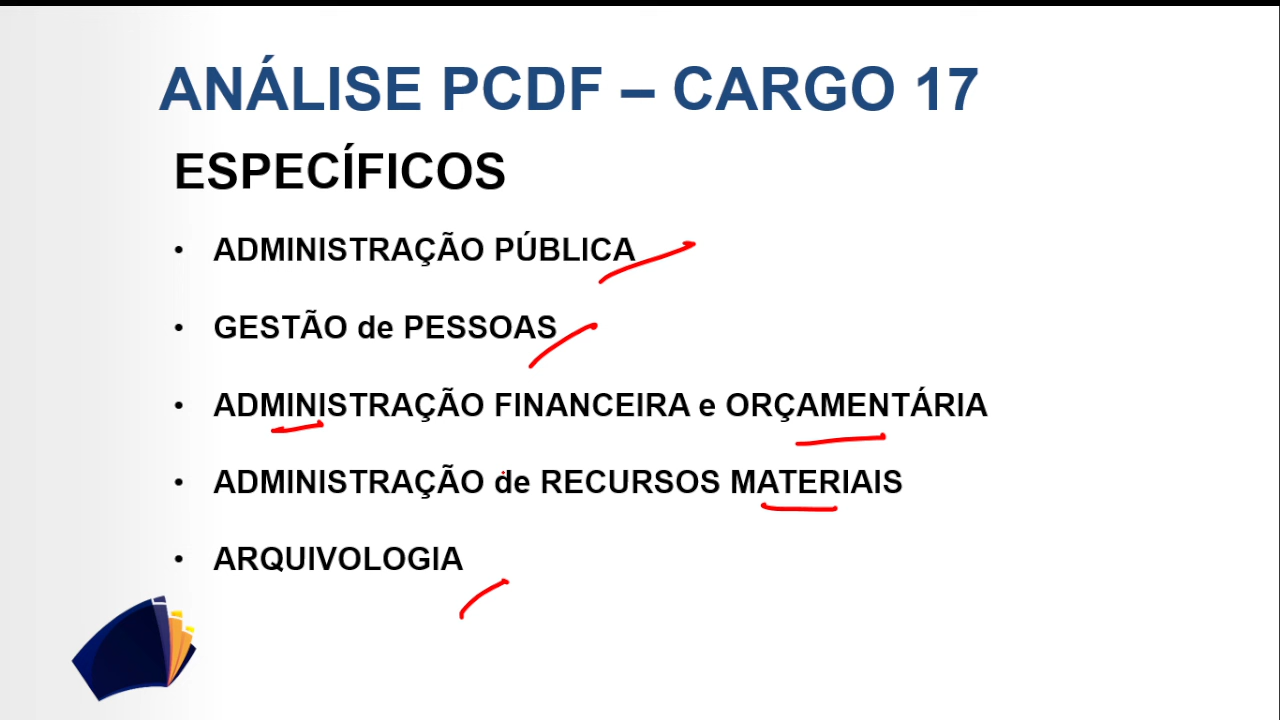 ANÁLISE PCDF – CARGO 17
ESPECÍFICOS
• ADMINISTRAÇÃO PÚBLICA
• GESTÃO de PESSOAS
• ADMINISTRAÇÃO FINANCEIRA e ORÇAMENTÁRIA
• ADMINISTRAÇÃO de RECURSOS MATERIAIS
• ARQUIVOLOGIA